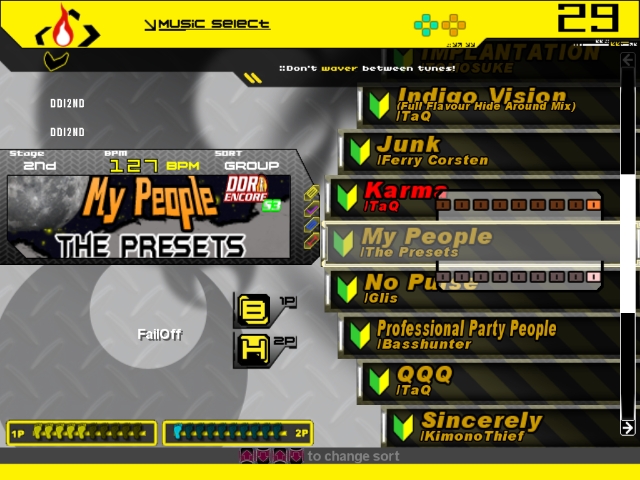 MUSIC SELECT
29
::Don't waver between tunes!
IMPLANTATION
DDI2ND
DDI2ND
Stage
2nd
BPM
127 BPM
SORT
GROUP
My People
DDR
ENCORE
S3
THE PRESETS
Indigo Vision
(Full Flavour Hide Around Mix)
/TaQ
Junk
/Ferry Corsten
Karma
/TaQ
My People
/The Presets
No Pulse
/Glis
Professional Party People
/Basshunter
QQQ
/TaQ
Sincerely
/KimonoThief
B
1P
H
2P
FailOff
1P
2P
to change sort